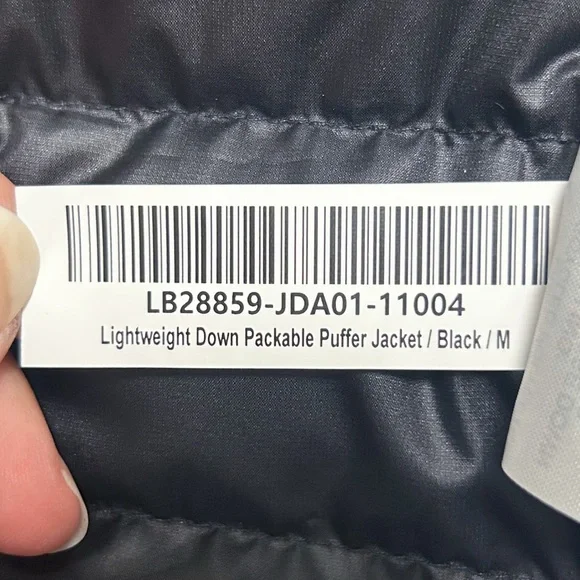 LB28859-JDA01-11004
Lightweight Down Packable Puffer Jacket / Black / M